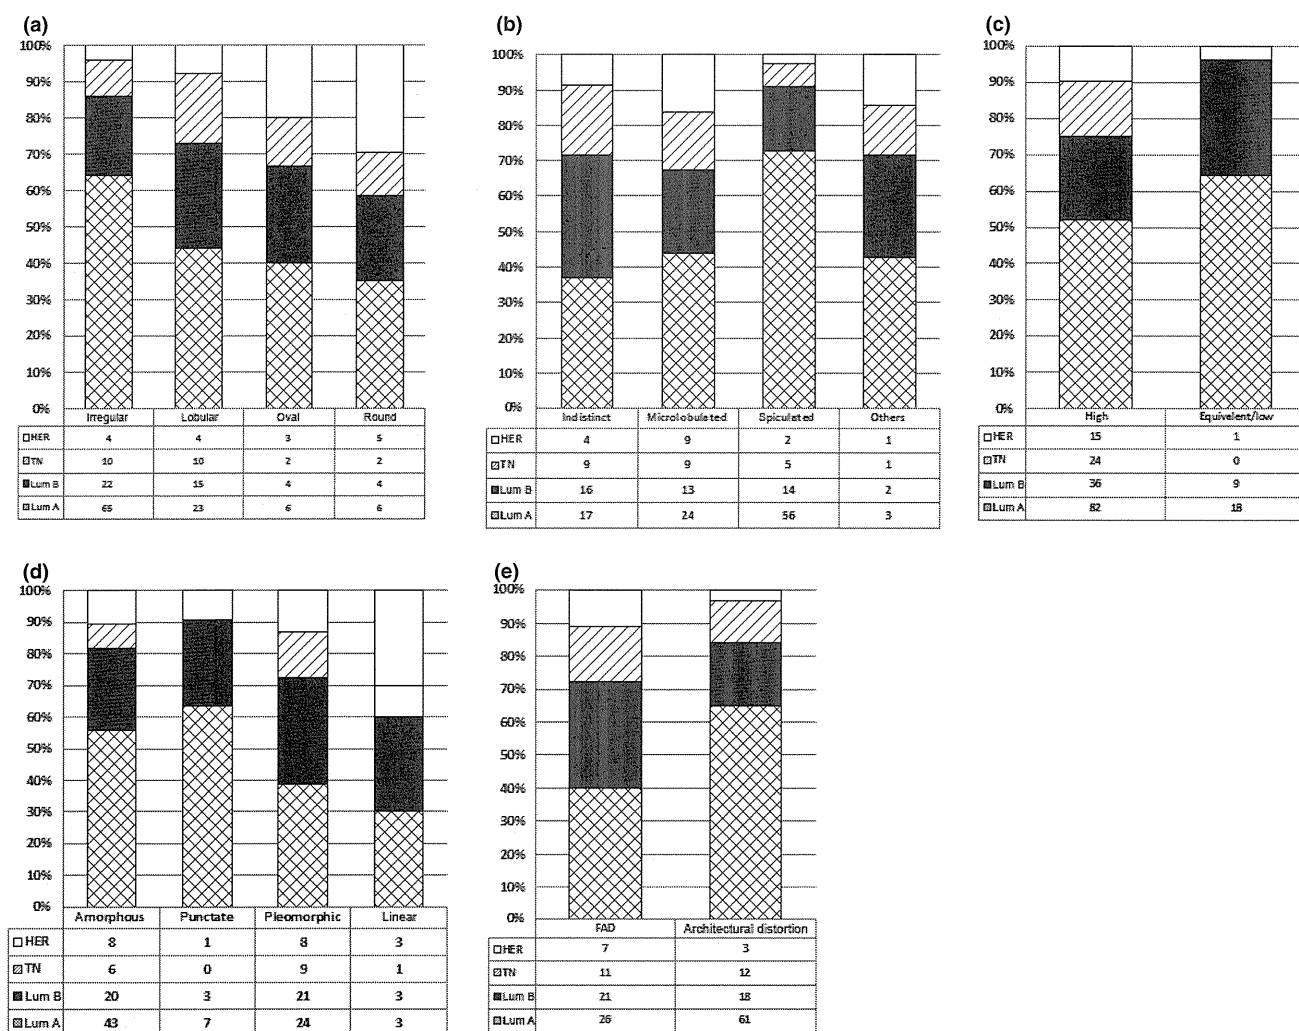 (a)
100%
90%
80%
70%
60%
50%
40%
30%
20%
10%
0%
Irregular Lobular Oval Round
HER 4 4 3 5
TN 10 10 2 2
Lum B 22 15 4 4
Lum A 65 23 6 6
(b)
100%
90%
80%
70%
60%
50%
40%
30%
20%
10%
0%
Indistinct Microlobulated Spiculated Others
HER 4 9 2 1
TN 9 9 5 1
Lum B 16 13 14 2
Lum A 17 24 56 3
(c)
100%
90%
80%
70%
60%
50%
40%
30%
20%
10%
0%
High Equivelent/low
HER 15 1
TN 24 0
Lum B 36 9
Lum A 82 18
(d)
100%
90%
80%
70%
60%
50%
40%
30%
20%
10%
0%
Amorphous Punctate Pleomorphic Linear
HER 8 1 8 3
TN 6 0 9 1
Lum B 20 3 21 3
Lum A 43 7 24 3
(e)
100%
90%
80%
70%
60%
50%
40%
30%
20%
10%
0%
FAD Architectural distortion
HER 7 3
TN 11 12
Lum B 21 18
Lum A 26 61